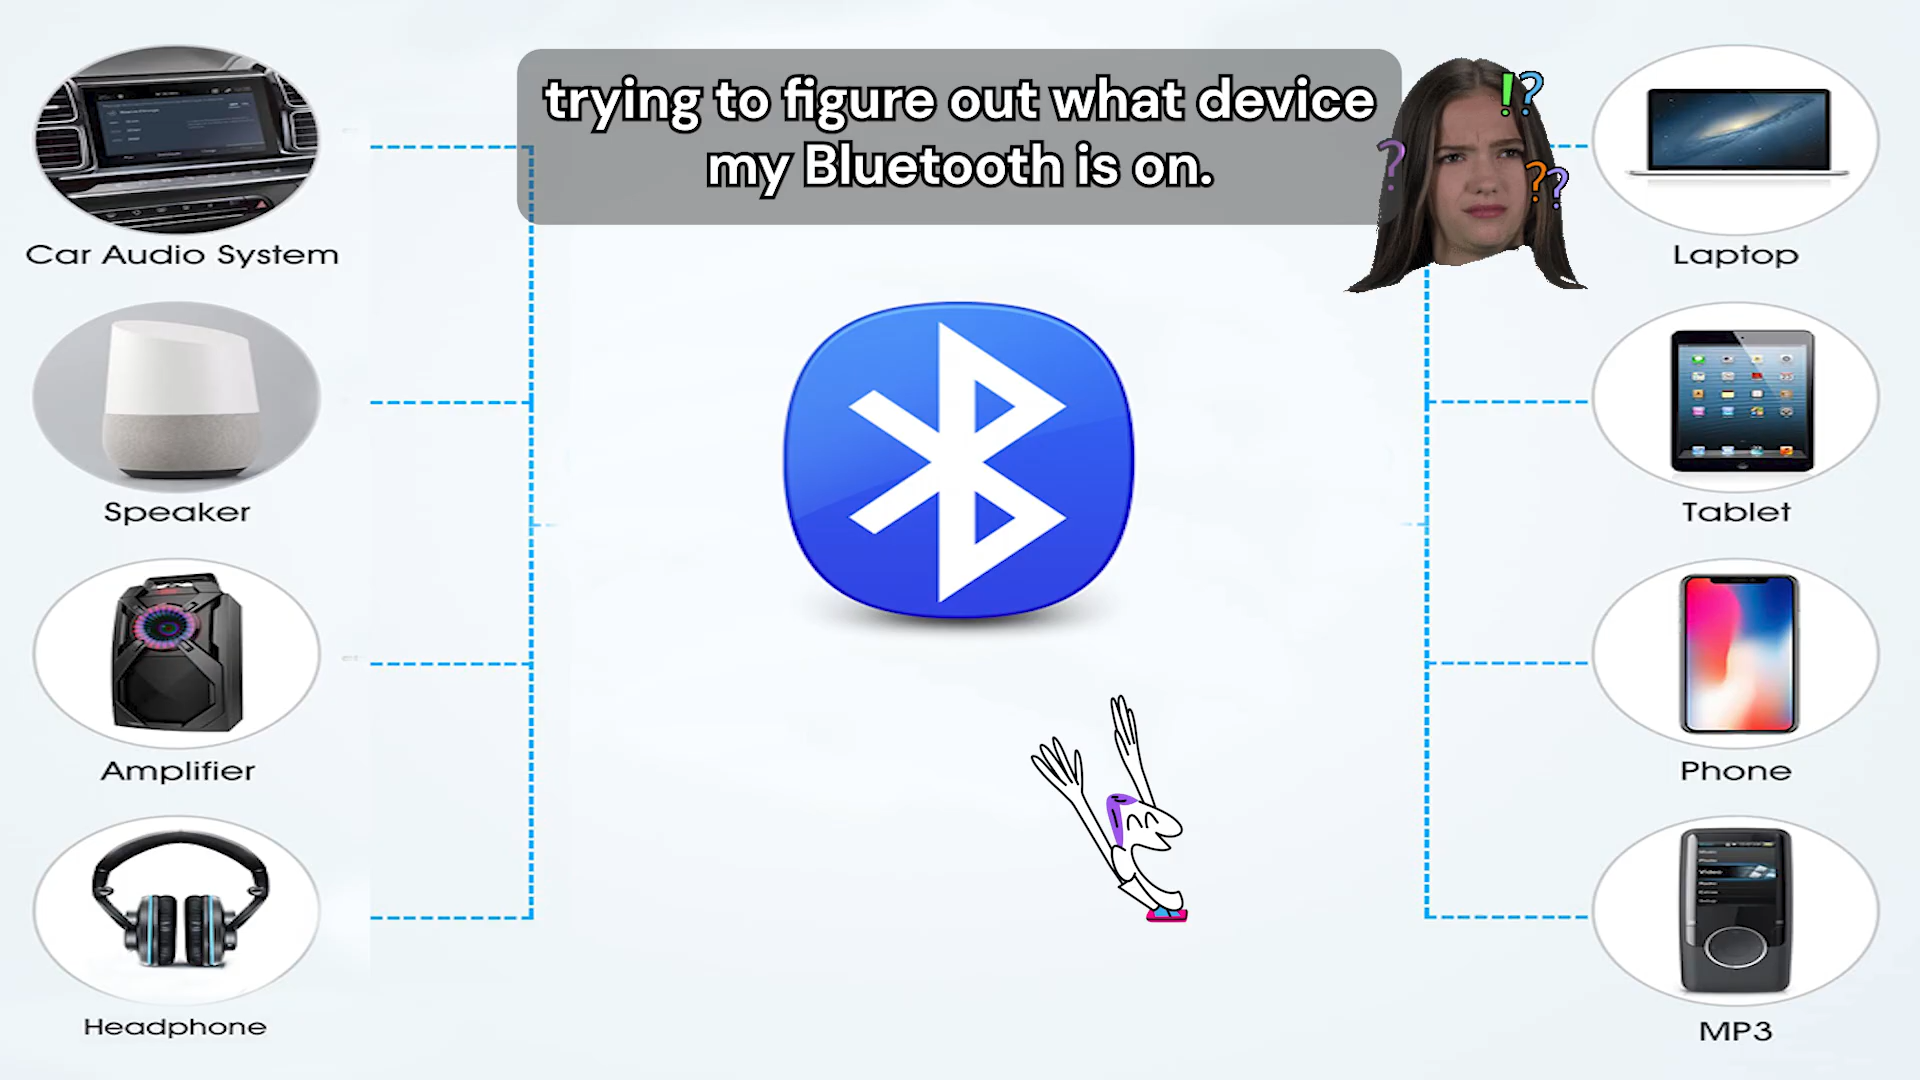 trying to figure out what device
my Bluetooth is on.
!?
?
??
Car Audio System
Laptop
Speaker
Tablet
Amplifier
Phone
Headphone
MP3